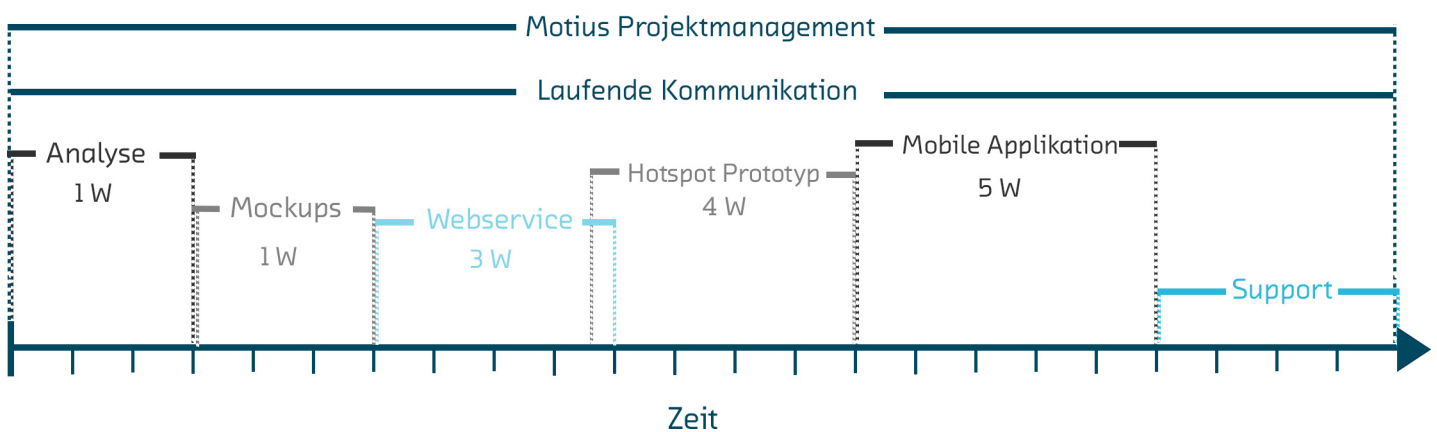 Motius Projektmanagement
Laufende Kommunikation
Analyse
1 W
Mockups
1 W
Webservice
3 W
Hotspot Prototyp
4 W
Mobile Applikation
5 W
Support
Zeit